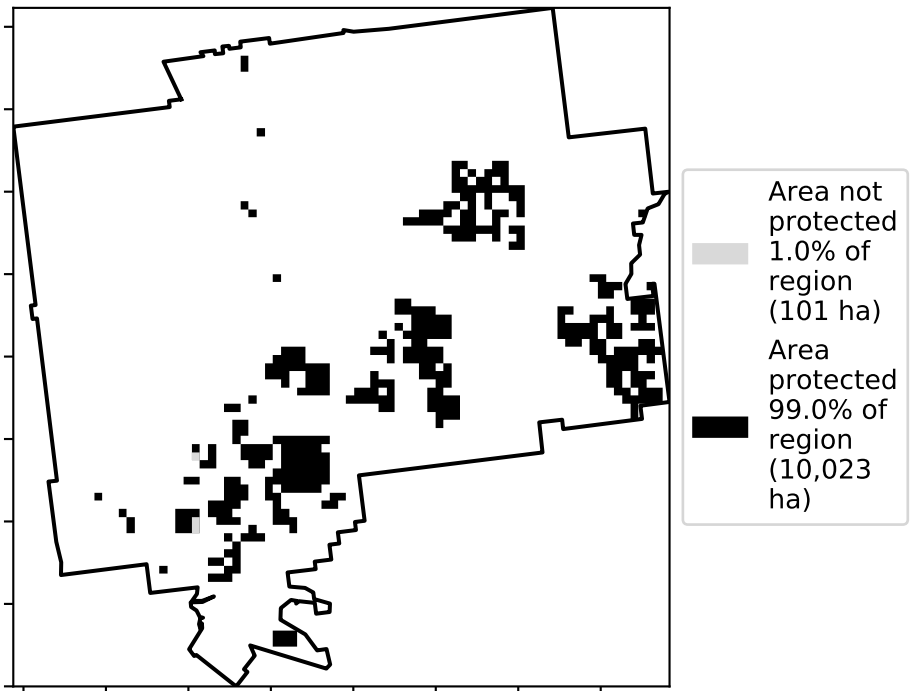 Area not
protected
1.0% of
region
(101 ha)
Area
protected
99.0% of
region
(10,023
ha)